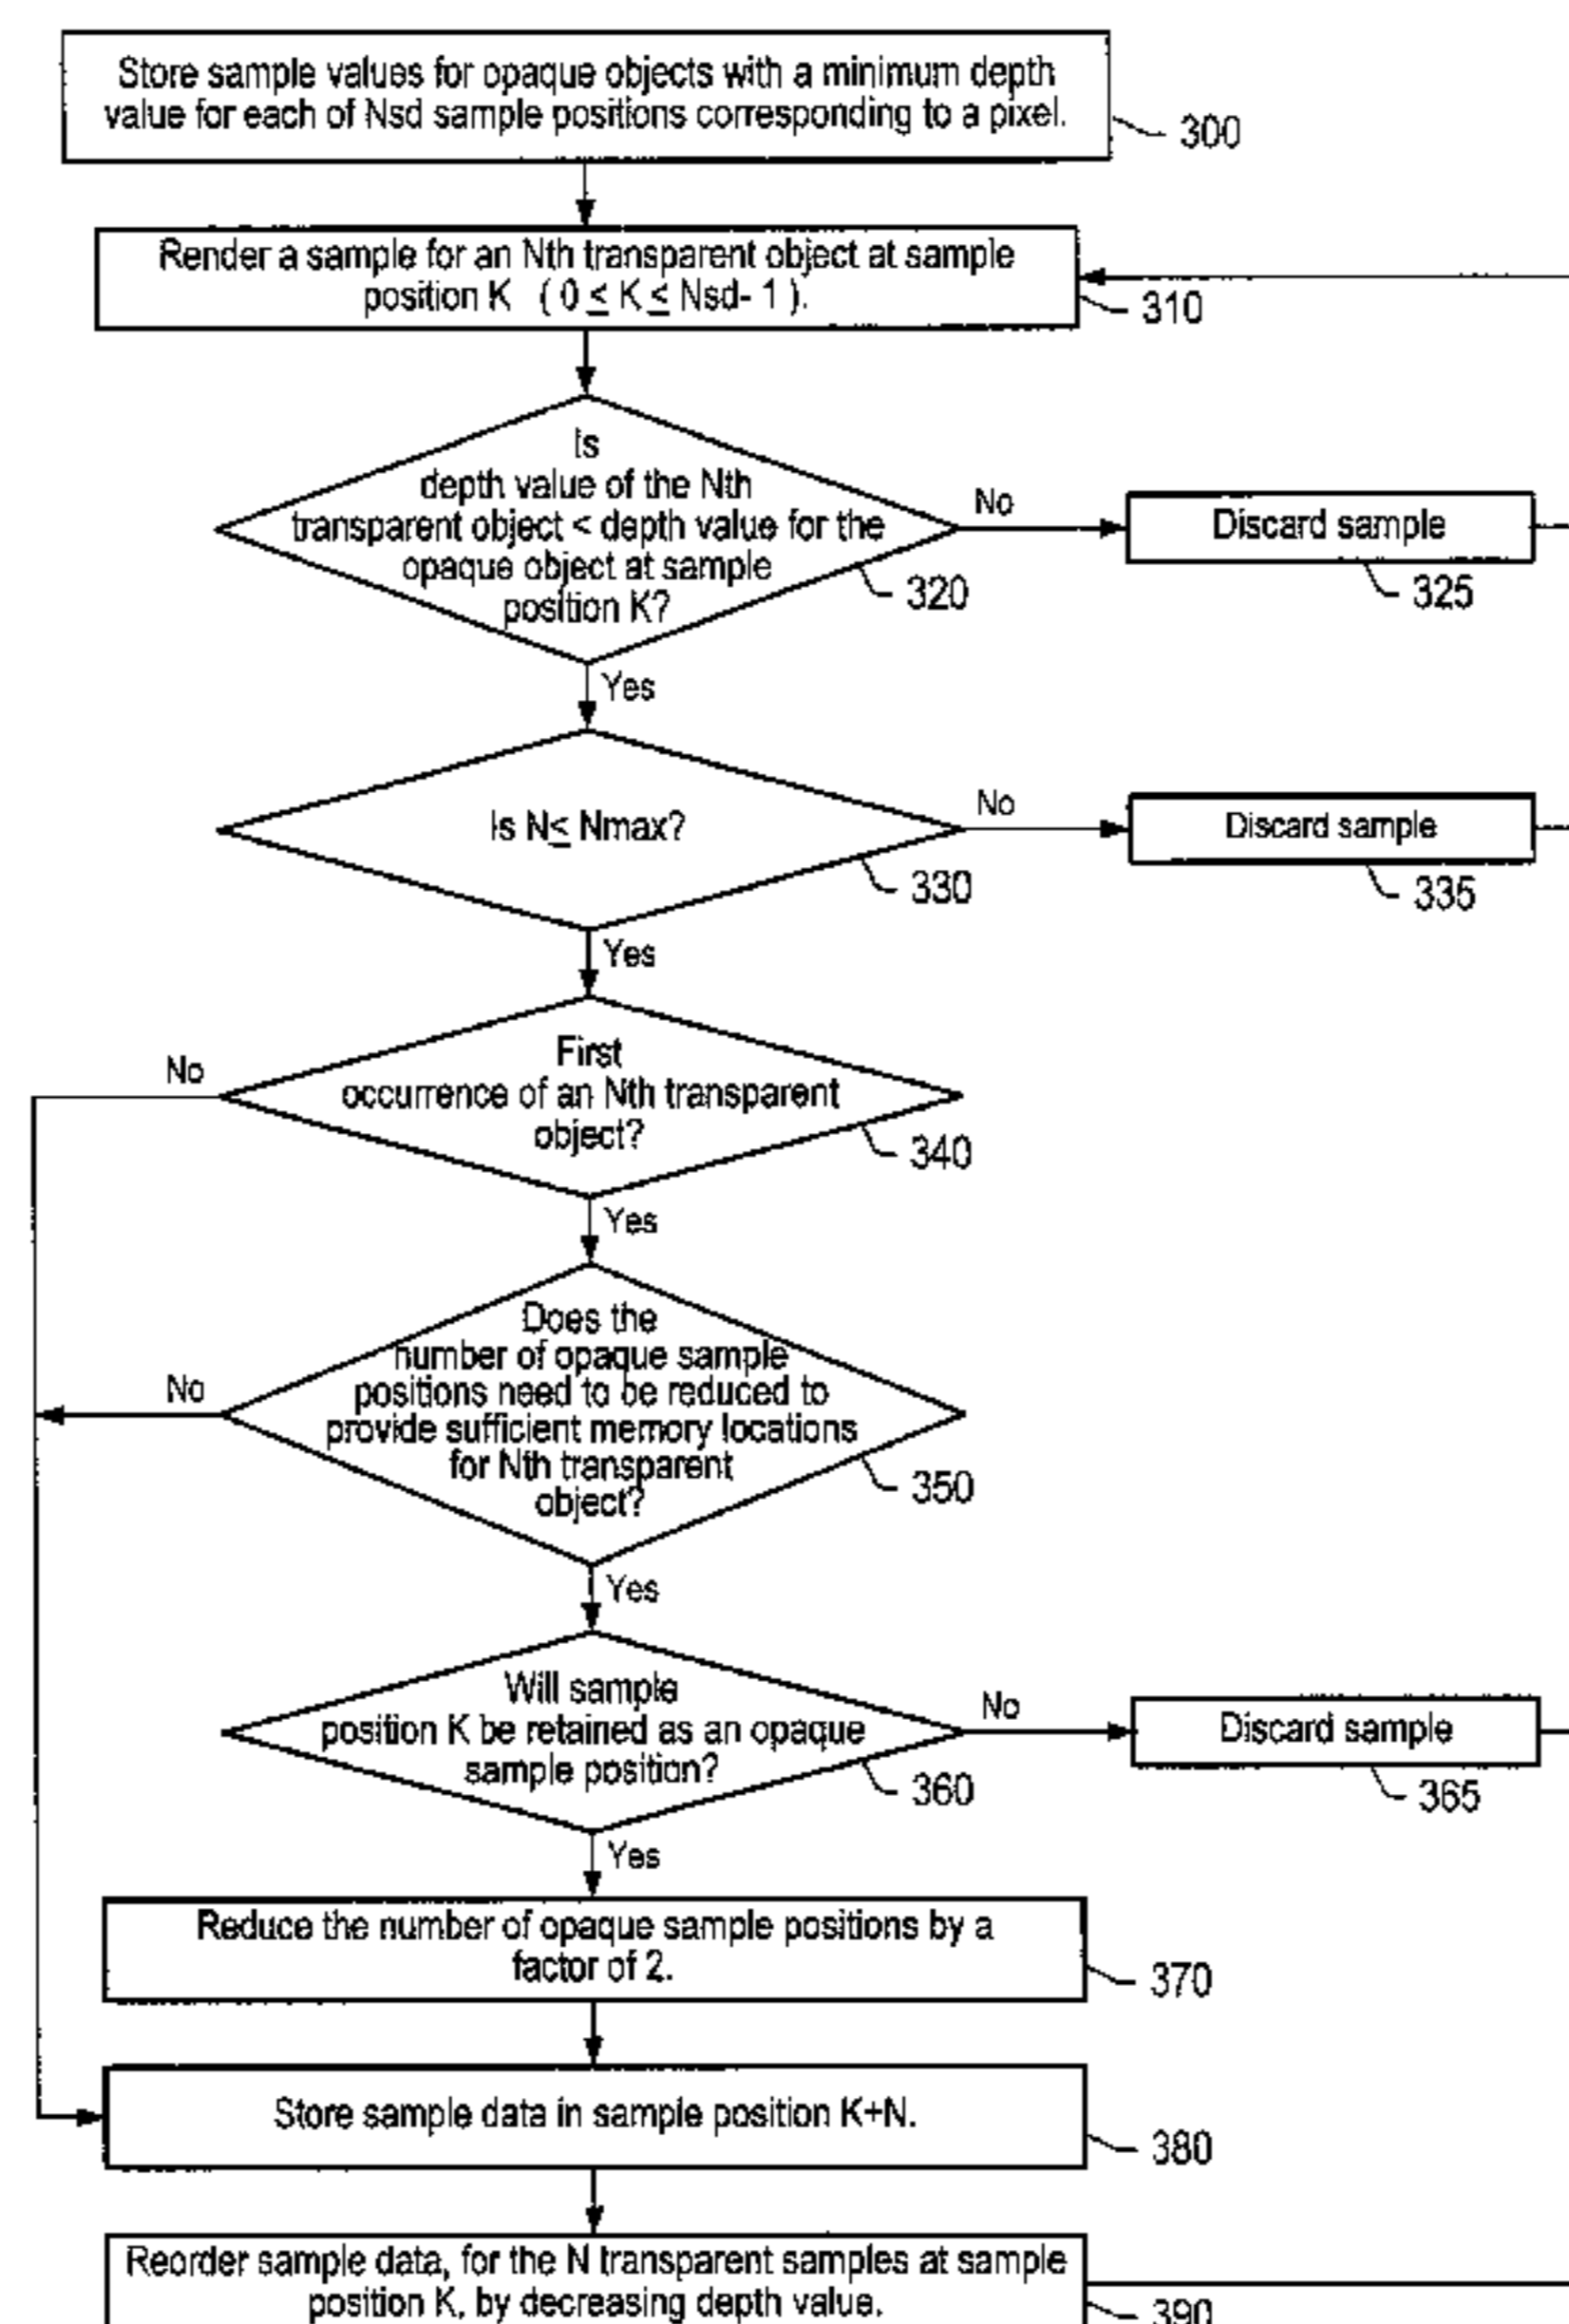 Store sample values for opaque objects with a minimum depth
value for each of Nsd sample positions corresponding to a pixel.
300
Render a sample for an Nth transparent object at sample
position K ( 0 ≤ K ≤ Nsd- 1 ).
310
Is
depth value of the Nth
transparent object < depth value for the
opaque object at sample
position K?
320
No
Discard sample
325
Yes
Is N≤ Nmax?
330
No
Discard sample
335
Yes
First
occurrence of an Nth transparent
object?
340
No
Yes
Does the
number of opaque sample
positions need to be reduced to
provide sufficient memory locations
for Nth transparent
object?
350
No
Yes
Will sample
position K be retained as an opaque
sample position?
360
No
Discard sample
365
Yes
Reduce the number of opaque sample positions by a
factor of 2.
370
Store sample data in sample position K+N.
380
Reorder sample data, for the N transparent samples at sample
position K, by decreasing depth value.
390